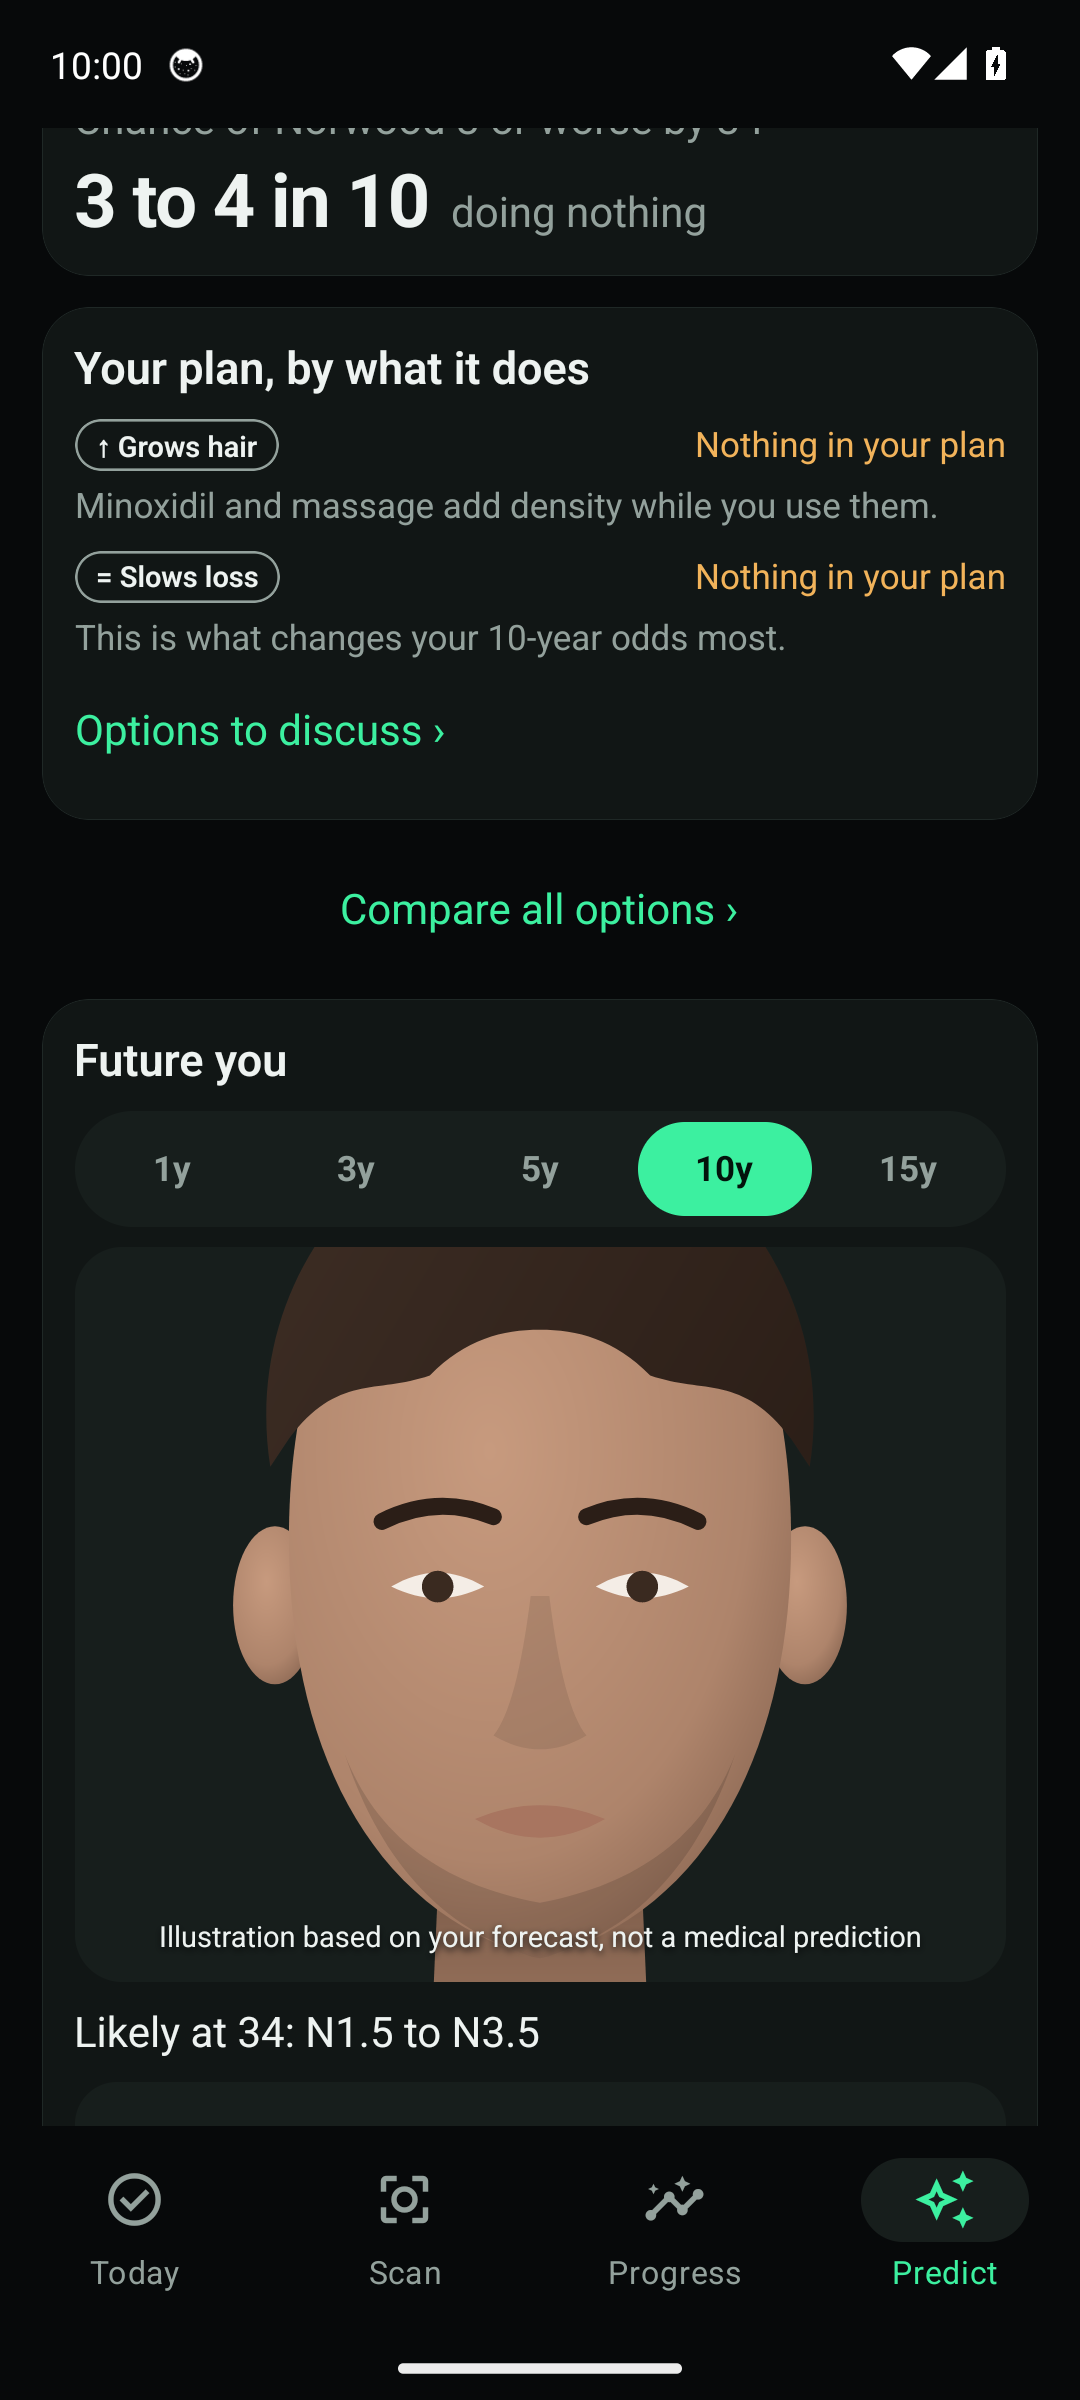 10:00
3 to 4 in 10 doing nothing
Your plan, by what it does
↑ Grows hair
Nothing in your plan
Minoxidil and massage add density while you use them.
= Slows loss
Nothing in your plan
This is what changes your 10-year odds most.
Options to discuss ›
Compare all options ›
Future you
1y 3y 5y 10y 15y
Illustration based on your forecast, not a medical prediction
Likely at 34: N1.5 to N3.5
Today Scan Progress Predict